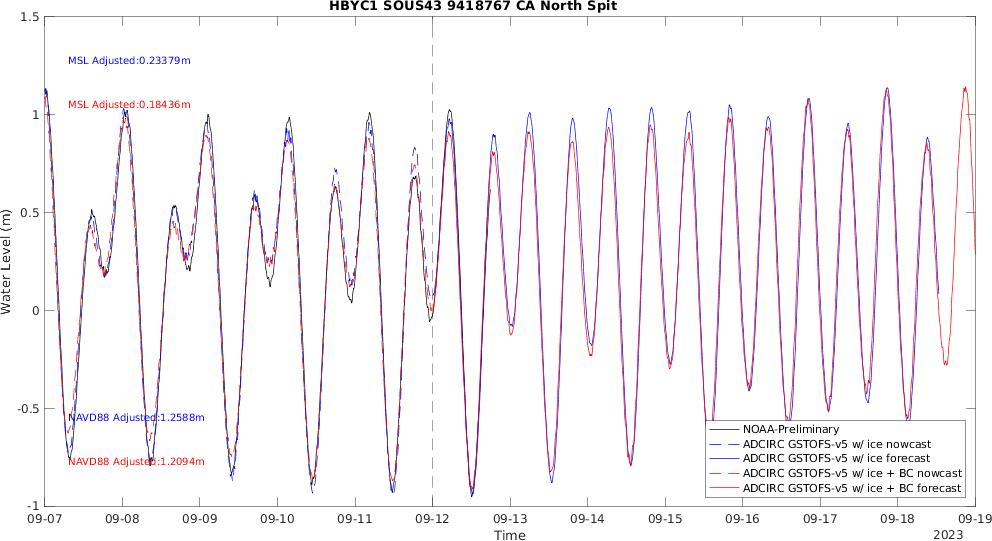 HBYC1 SOUS43 9418767 CA North Spit
1.5
1
0.5
0
-0.5
-1
Water Level (m)
MSL Adjusted:0.23379m
MSL Adjusted:0.18436m
NAVD88 Adjusted:1.2588m
NAVD88 Adjusted:1.2094m
NOAA-Preliminary
ADCIRC GSTOFS-v5 w/ ice nowcast
ADCIRC GSTOFS-v5 w/ ice forecast
ADCIRC GSTOFS-v5 w/ ice + BC nowcast
ADCIRC GSTOFS-v5 w/ ice + BC forecast
09-07 09-08 09-09 09-10 09-11 09-12 09-13 09-14 09-15 09-16 09-17 09-18 09-19
Time
2023